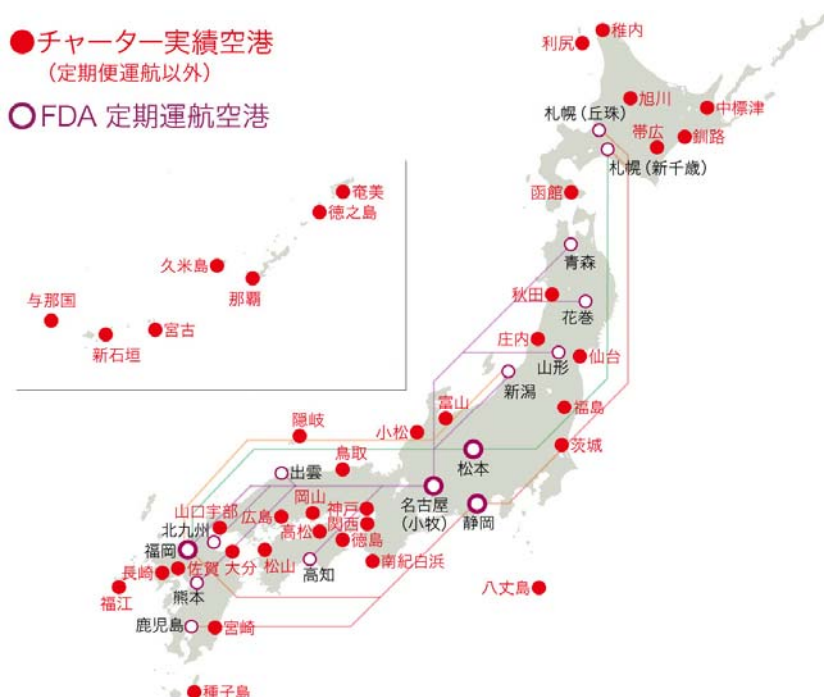 チャーター実績空港
(定期便運航以外)
FDA 定期運航空港
稚内
利尻
旭川
中標津
札幌(丘珠)
帯広
釧路
札幌(新千歳)
函館
奄美
徳之島
久米島
那覇
与那国
宮古
新石垣
青森
秋田
花巻
庄内
山形
仙台
新潟
富山
福島
隠岐
小松
茨城
鳥取
松本
出雲
岡山
神戸
名古屋
(小牧)
静岡
山口宇部
北九州
広島
高松
関西
徳島
福岡
佐賀
大分
松山
高知
南紀白浜
長崎
福江
熊本
八丈島
鹿児島
宮崎
種子島